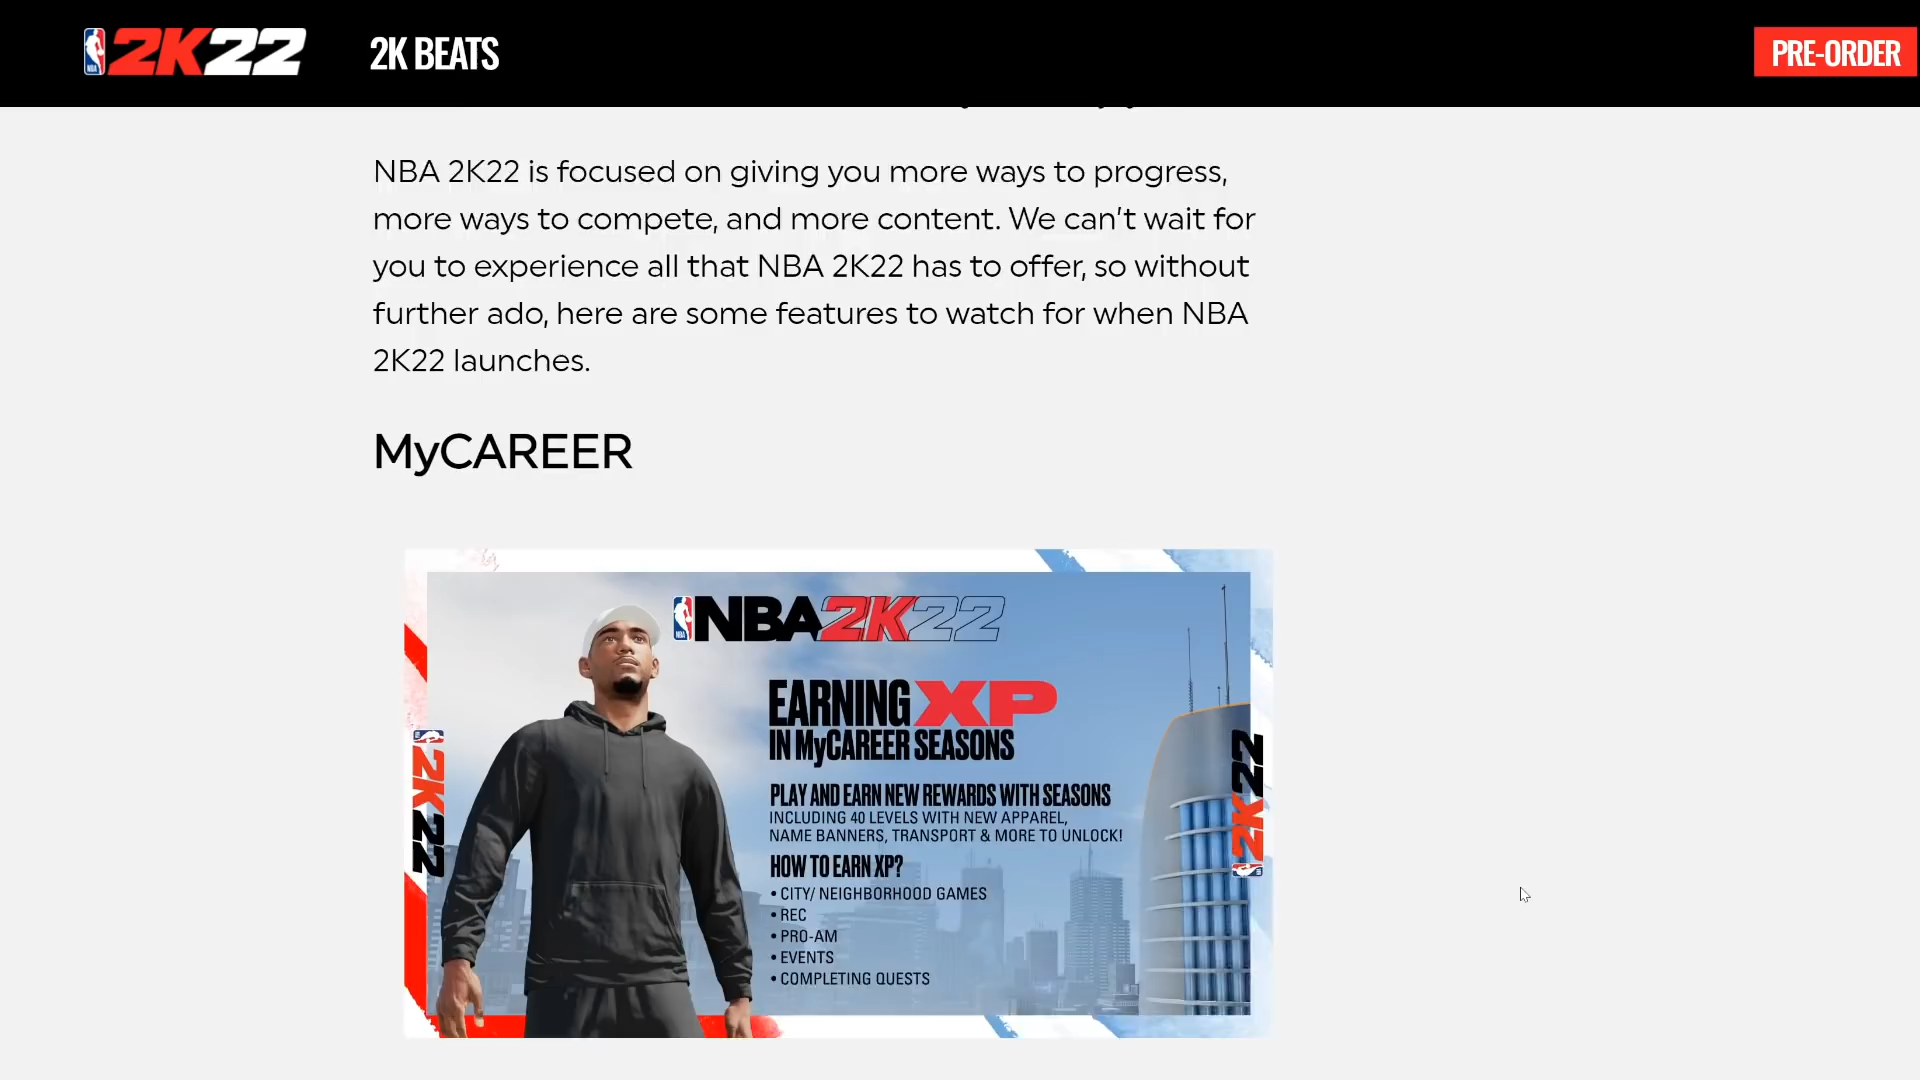 NBA 2K22
2K BEATS
PRE-ORDER
NBA 2K22 is focused on giving you more ways to progress,
more ways to compete, and more content. We can't wait for
you to experience all that NBA 2K22 has to offer, so without
further ado, here are some features to watch for when NBA
2K22 launches.
MyCAREER
NBA NBA2K22
EARNING XP
IN MyCAREER SEASONS
PLAY AND EARN NEW REWARDS WITH SEASONS
INCLUDING 40 LEVELS WITH NEW APPAREL,
NAME BANNERS, TRANSPORT & MORE TO UNLOCK!
HOW TO EARN XP?
• CITY/ NEIGHBORHOOD GAMES
• REC
• PRO-AM
• EVENTS
• COMPLETING QUESTS
2K22
2K22